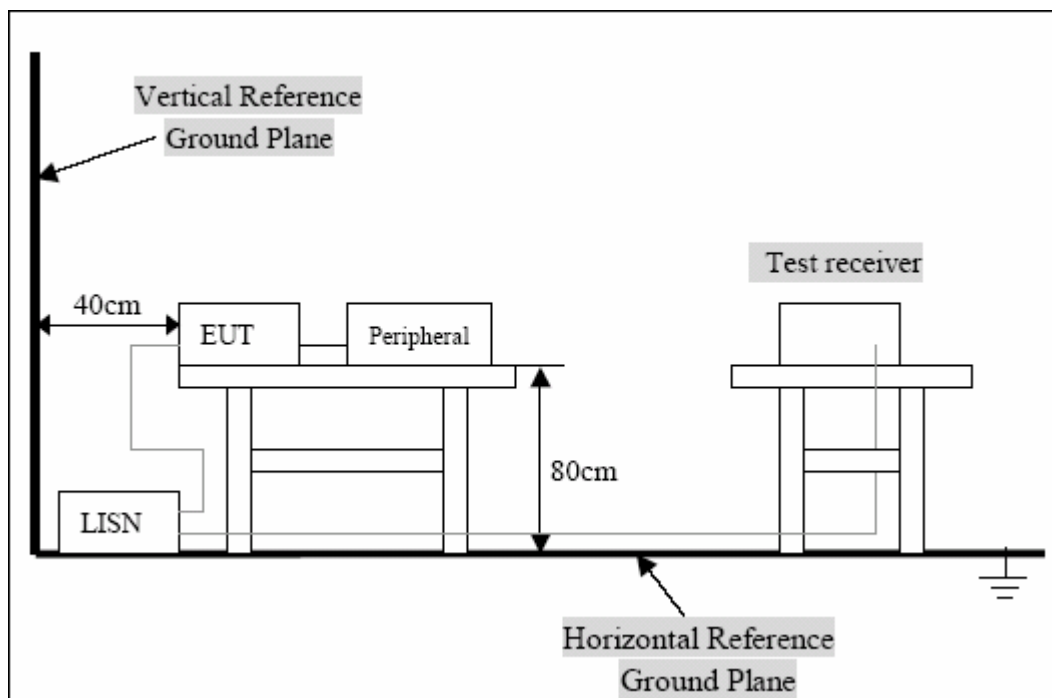 Vertical Reference
Ground Plane
Test receiver
40cm
EUT
Peripheral
80cm
LISN
Horizontal Reference
Ground Plane